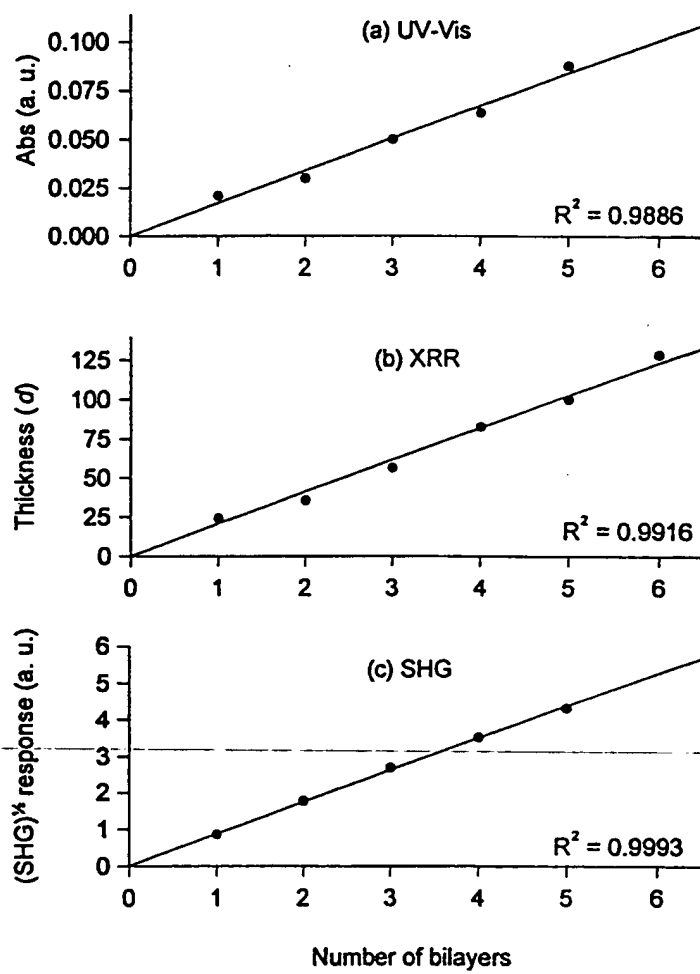 (a) UV-Vis
Abs (a. u.)
0.100
0.075
0.050
0.025
0.000
R² = 0.9886
0 1 2 3 4 5 6
(b) XRR
Thickness (d)
125
100
75
50
25
0
R² = 0.9916
0 1 2 3 4 5 6
(c) SHG
(SHG)^½ response (a. u.)
6
5
4
3
2
1
0
R² = 0.9993
0 1 2 3 4 5 6
Number of bilayers